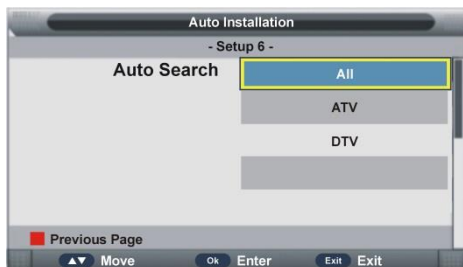 Auto Installation
- Setup 6 -
Auto Search All
ATV
DTV
Previous Page
▲▼ Move Ok Enter Exit Exit